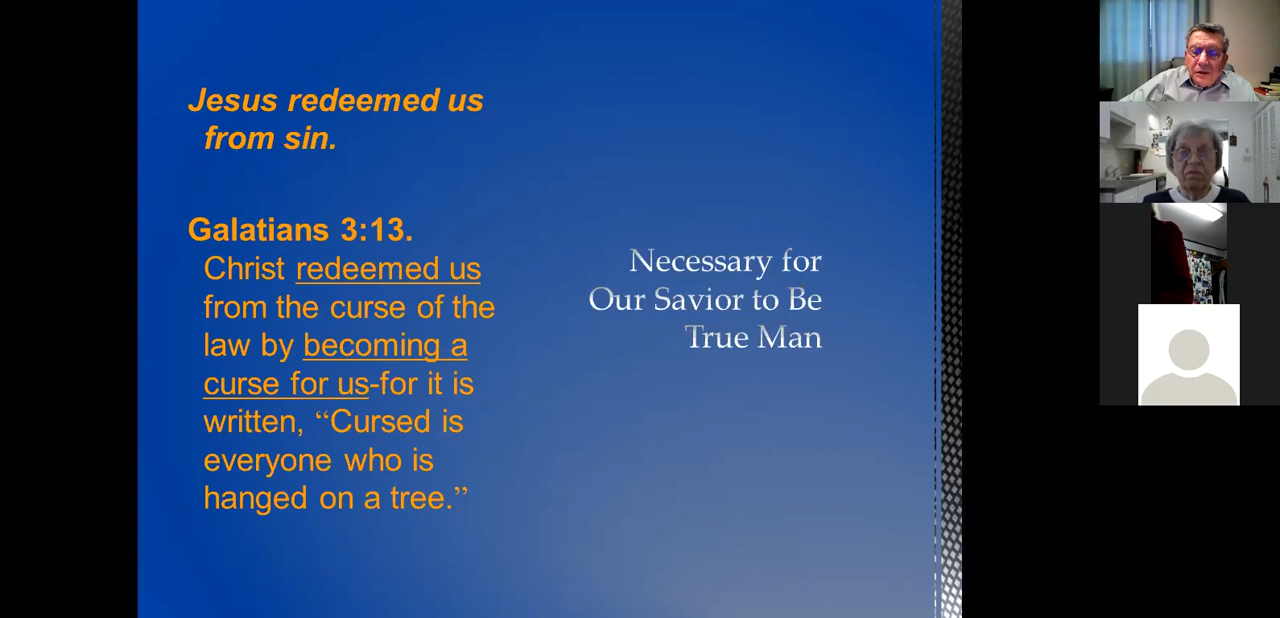 Jesus redeemed us
from sin.
Galatians 3:13.
Christ redeemed us
from the curse of the
law by becoming a
curse for us-for it is
written, “Cursed is
everyone who is
hanged on a tree.”
Necessary for
Our Savior to Be
True Man